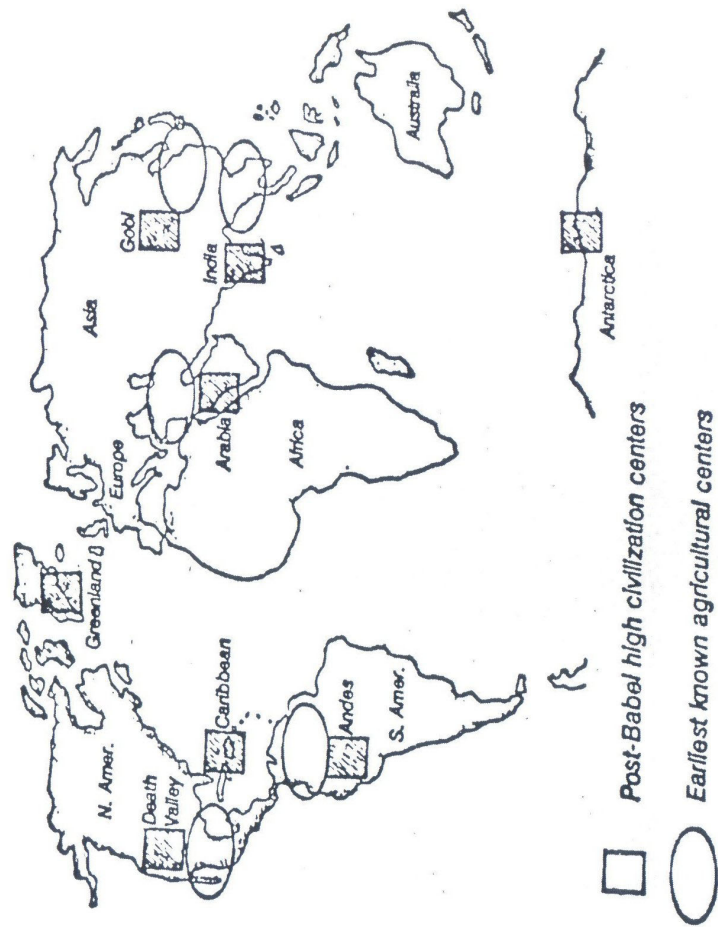 N. Amer.
Death
Valley
Caribbean
Andes
S. Amer.
Greenland
Europe
Asia
Arabia
Africa
Gobi
India
Australia
Antarctica
Post-Babel high civilization centers
Earliest known agricultural centers